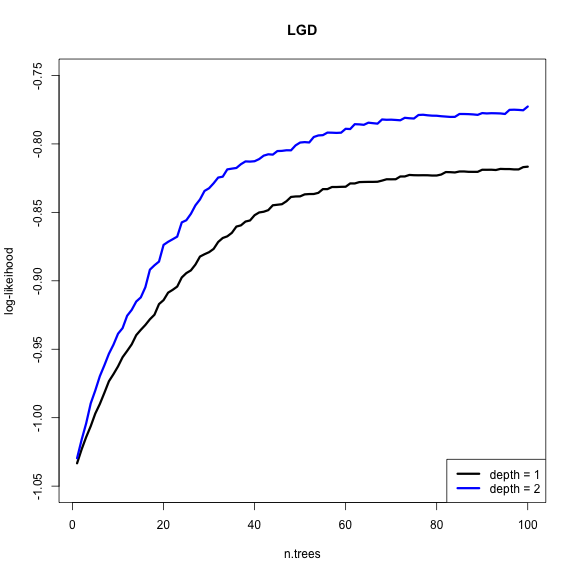 LGD
-0.75
-0.80
-0.85
-0.90
-0.95
-1.00
-1.05
log-likeihood
0 20 40 60 80 100
n.trees
depth = 1
depth = 2